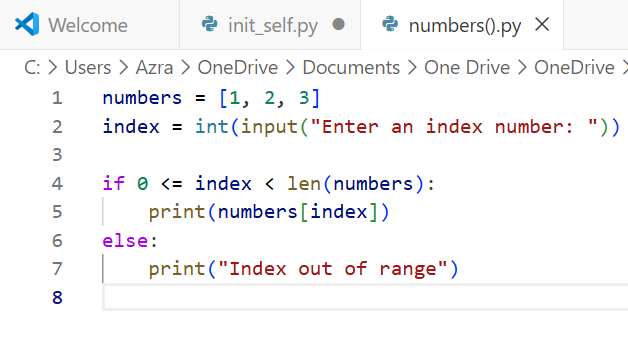 Welcome init_self.py numbers().py
C: > Users > Azra > OneDrive > Documents > One Drive > OneDrive >
1 numbers = [1, 2, 3]
2 index = int(input("Enter an index number: "))
3
4 if 0 <= index < len(numbers):
5     print(numbers[index])
6 else:
7     print("Index out of range")
8